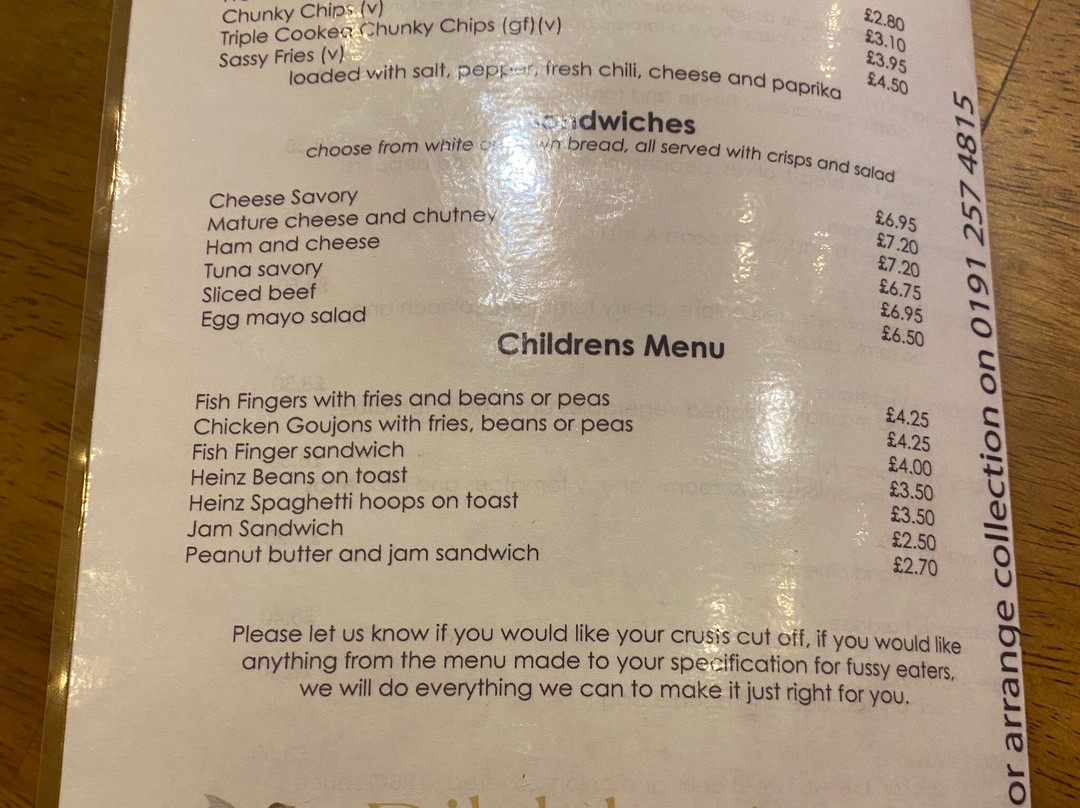 Chunky Chips (v) £2.80
Triple Cooked Chunky Chips (gf)(v) £3.10
Sassy Fries (v) £3.95
loaded with salt, pepper, fresh chili, cheese and paprika £4.50
Sandwiches
choose from white or brown bread, all served with crisps and salad
Cheese Savory £6.95
Mature cheese and chutney £7.20
Ham and cheese £7.20
Tuna savory £6.75
Sliced beef £6.95
Egg mayo salad £6.50
Childrens Menu
Fish Fingers with fries and beans or peas £4.25
Chicken Goujons with fries, beans or peas £4.25
Fish Finger sandwich £4.00
Heinz Beans on toast £3.50
Heinz Spaghetti hoops on toast £3.50
Jam Sandwich £2.50
Peanut butter and jam sandwich £2.70
Please let us know if you would like your crusts cut off, if you would like
anything from the menu made to your specification for fussy eaters,
we will do everything we can to make it just right for you.
or arrange collection on 0191 257 4815